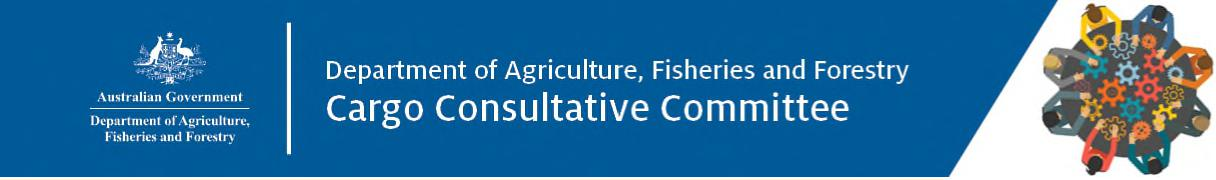 Australian Government
Department of Agriculture,
Fisheries and Forestry
Department of Agriculture, Fisheries and Forestry
Cargo Consultative Committee